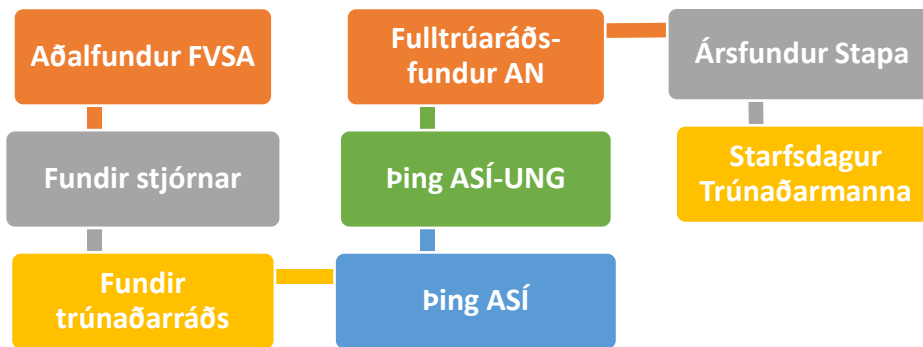 Aðalfundur FVSA
Fundir stjórnar
Fundir
trúnaðarráðs
Þing ASÍ
Þing ASÍ-UNG
Fulltrúaráðs-
fundur AN
Ársfundur Stapa
Starfsdagur
Trúnaðarmanna